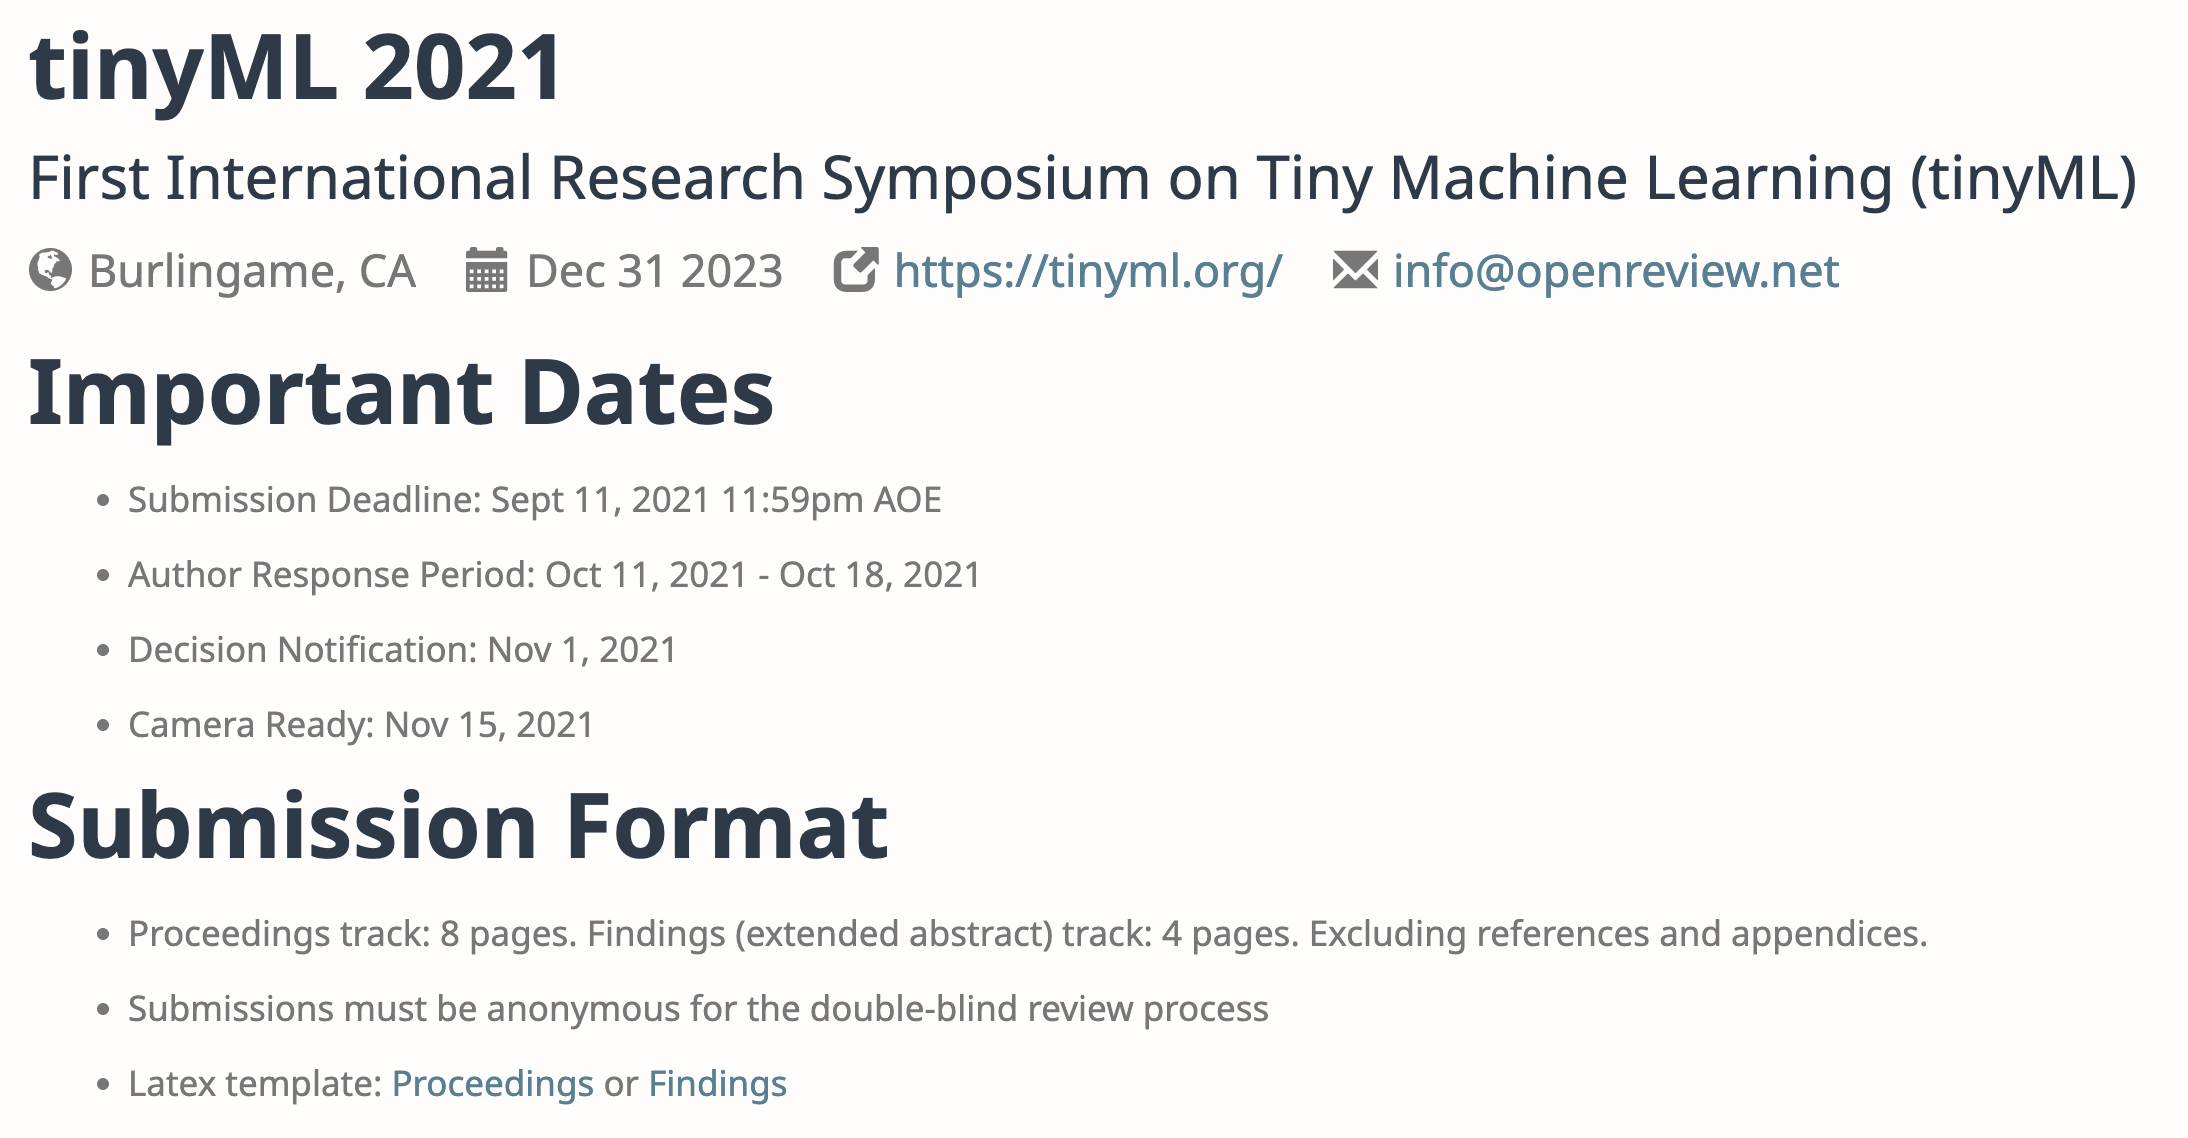 tinyML 2021
First International Research Symposium on Tiny Machine Learning (tinyML)
Burlingame, CA Dec 31 2023 https://tinyml.org/ info@openreview.net
Important Dates
Submission Deadline: Sept 11, 2021 11:59pm AOE
Author Response Period: Oct 11, 2021 - Oct 18, 2021
Decision Notification: Nov 1, 2021
Camera Ready: Nov 15, 2021
Submission Format
Proceedings track: 8 pages. Findings (extended abstract) track: 4 pages. Excluding references and appendices.
Submissions must be anonymous for the double-blind review process
Latex template: Proceedings or Findings